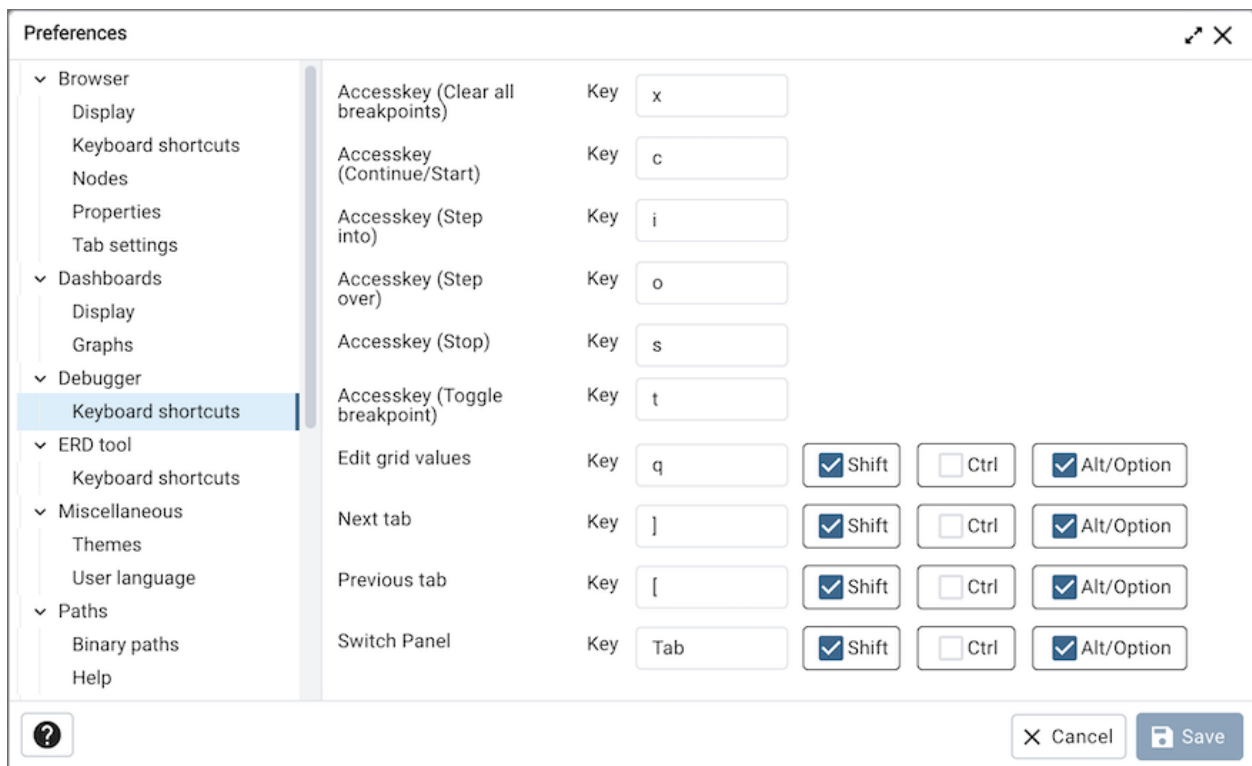 Preferences
Browser
Display
Keyboard shortcuts
Nodes
Properties
Tab settings
Dashboards
Display
Graphs
Debugger
Keyboard shortcuts
ERD tool
Keyboard shortcuts
Miscellaneous
Themes
User language
Paths
Binary paths
Help
Accesskey (Clear all
breakpoints)
Key x
Accesskey
(Continue/Start)
Key c
Accesskey (Step
into)
Key i
Accesskey (Step
over)
Key o
Accesskey (Stop) Key s
Accesskey (Toggle
breakpoint)
Key t
Edit grid values Key q Shift Ctrl Alt/Option
Next tab Key ] Shift Ctrl Alt/Option
Previous tab Key [ Shift Ctrl Alt/Option
Switch Panel Key Tab Shift Ctrl Alt/Option
? Cancel Save